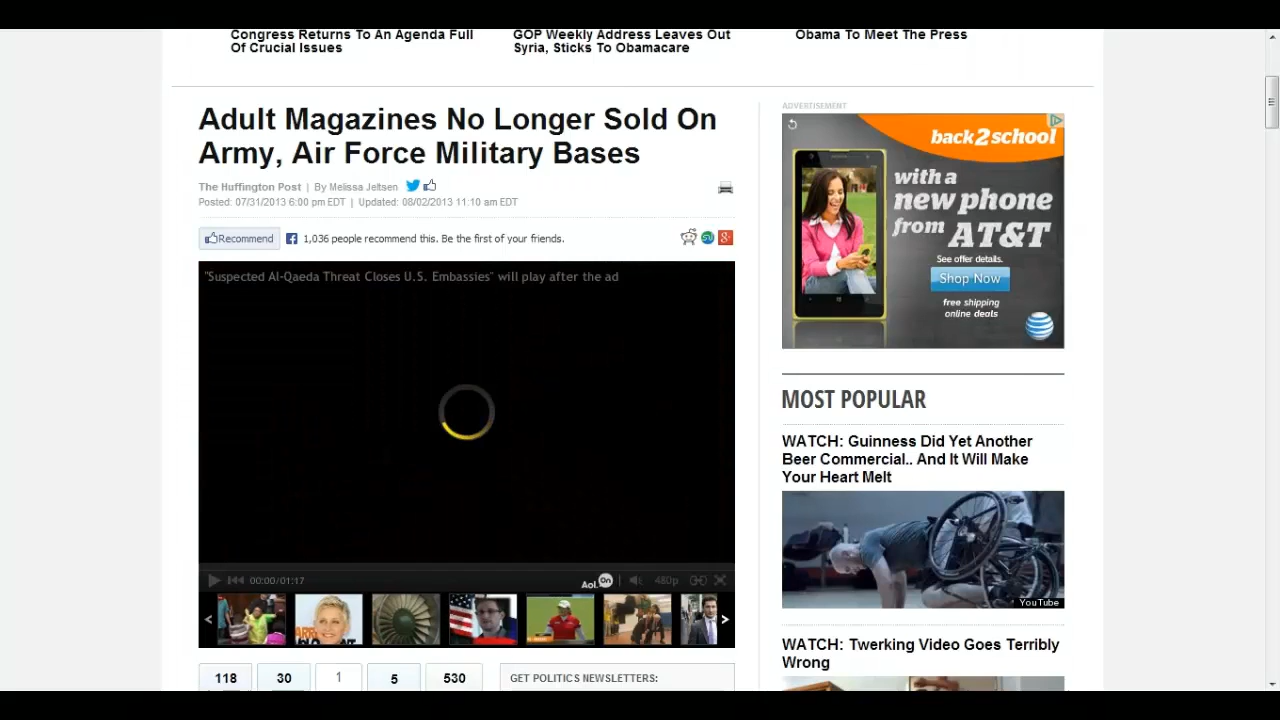 Congress Returns To An Agenda Full
Of Crucial Issues
GOP Weekly Address Leaves Out
Syria, Sticks To Obamacare
Obama To Meet The Press
Adult Magazines No Longer Sold On
Army, Air Force Military Bases
The Huffington Post | By Melissa Jeltsen
Posted: 07/31/2013 6:00 pm EDT | Updated: 08/02/2013 11:10 am EDT
Recommend
1,036 people recommend this. Be the first of your friends.
"Suspected Al-Qaeda Threat Closes U.S. Embassies" will play after the ad
00:00/01:17
Aol. On
480p
118 30 1 5 530
GET POLITICS NEWSLETTERS:
ADVERTISEMENT
back2school
with a
new phone
from AT&T
See offer details.
Shop Now
free shipping
online deals
MOST POPULAR
WATCH: Guinness Did Yet Another
Beer Commercial.. And It Will Make
Your Heart Melt
YouTube
WATCH: Twerking Video Goes Terribly
Wrong